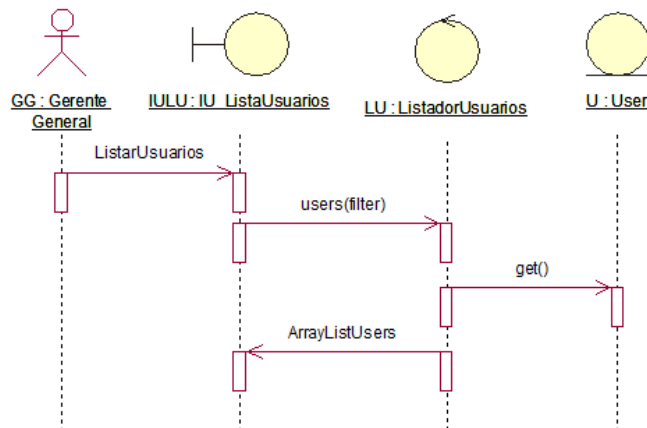 GG : Gerente
General
IULU : IU_ListaUsuarios
LU : ListadorUsuarios
U : User
ListarUsuarios
users(filter)
get()
ArrayListUsers